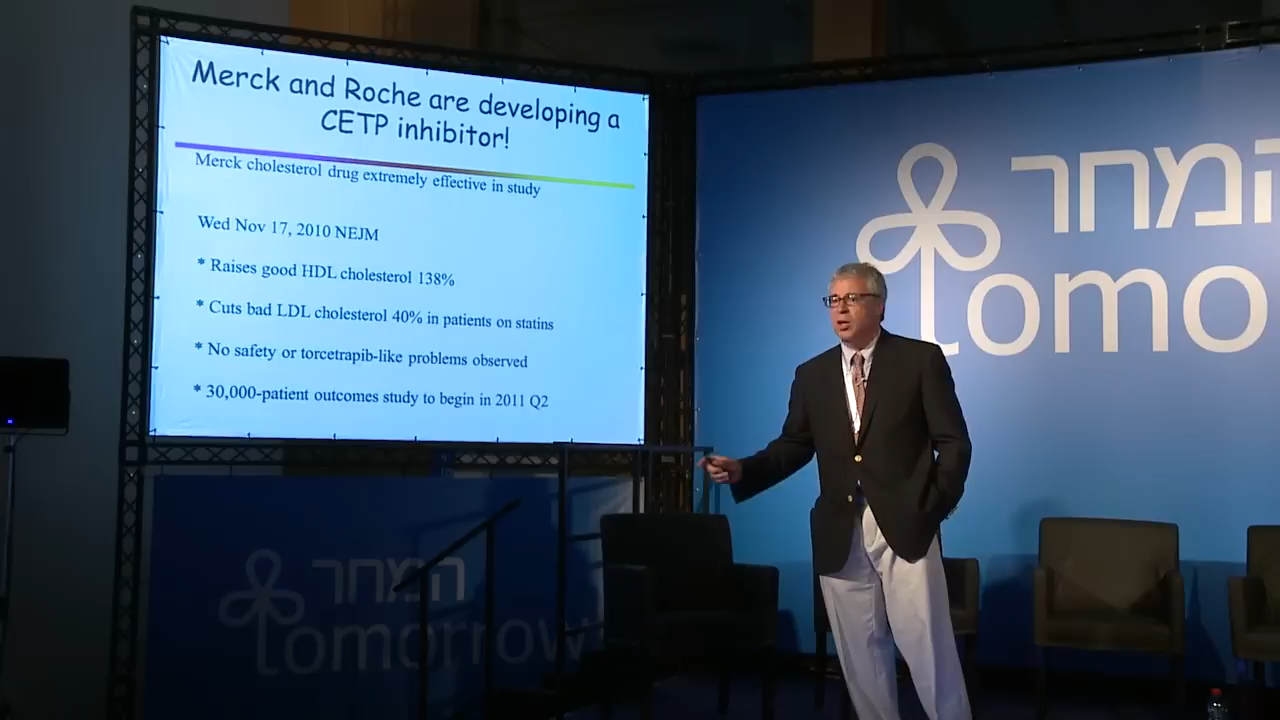 Merck and Roche are developing a
CETP inhibitor!
Merck cholesterol drug extremely effective in study
Wed Nov 17, 2010 NEJM
* Raises good HDL cholesterol 138%
* Cuts bad LDL cholesterol 40% in patients on statins
* No safety or torcetrapib-like problems observed
* 30,000-patient outcomes study to begin in 2011 Q2
המחר
tomo
המחר
tomorrow